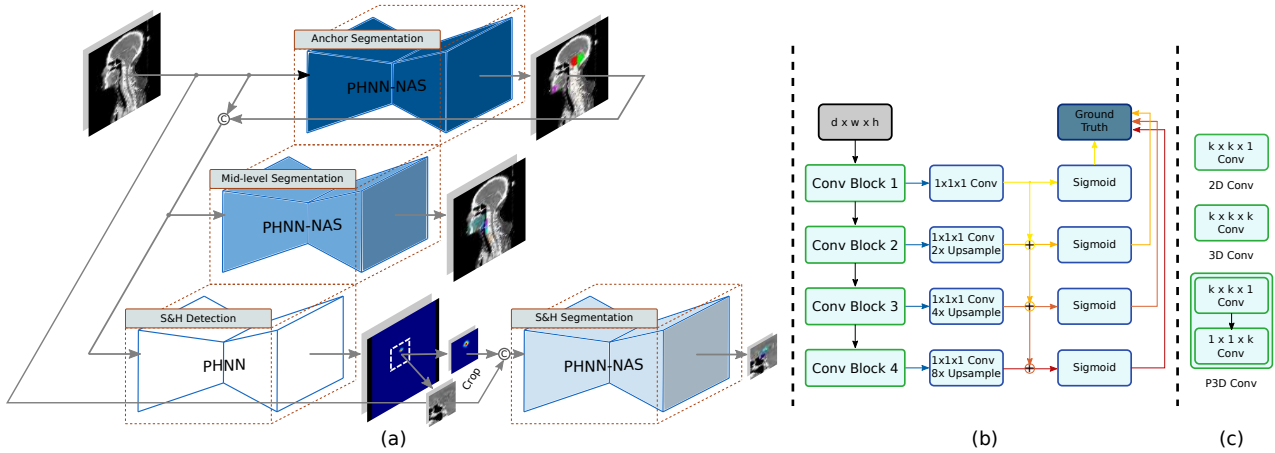 Anchor Segmentation
PHNN-NAS
©
Mid-level Segmentation
PHNN-NAS
S&H Detection
PHNN
Crop
©
S&H Segmentation
PHNN-NAS
(a)
d x w x h
Ground
Truth
Conv Block 1
1x1x1 Conv
Sigmoid
Conv Block 2
1x1x1 Conv
2x Upsample
+
Sigmoid
Conv Block 3
1x1x1 Conv
4x Upsample
+
Sigmoid
Conv Block 4
1x1x1 Conv
8x Upsample
+
Sigmoid
(b)
k x k x 1
Conv
2D Conv
k x k x k
Conv
3D Conv
k x k x 1
Conv
1 x 1 x k
Conv
P3D Conv
(c)